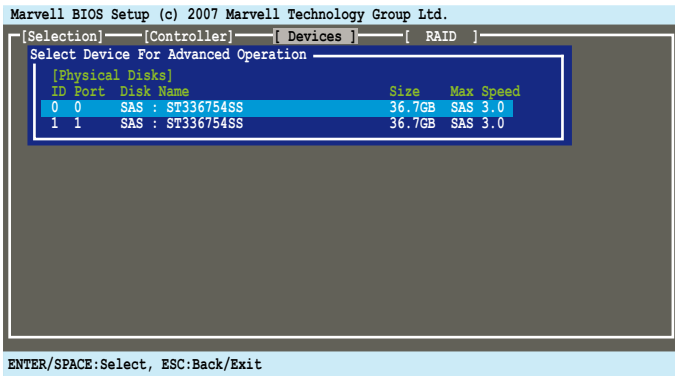 Marvell BIOS Setup (c) 2007 Marvell Technology Group Ltd.
[Selection] [Controller] [ Devices ] [ RAID ]
Select Device For Advanced Operation
[Physical Disks]
ID Port Disk Name Size Max Speed
0 0 SAS : ST336754SS 36.7GB SAS 3.0
1 1 SAS : ST336754SS 36.7GB SAS 3.0
ENTER/SPACE:Select, ESC:Back/Exit